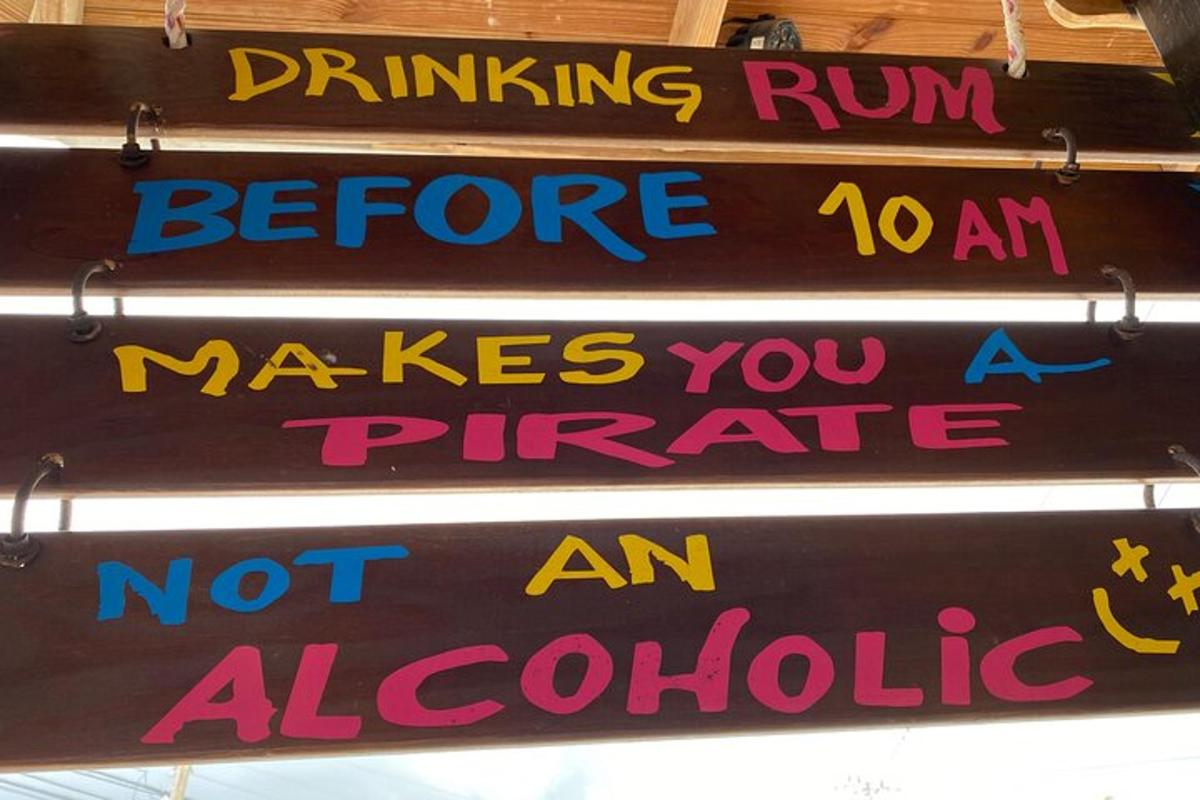 DRINKING RUM
BEFORE 10 AM
MAKES YOU A
PIRATE
NOT AN
ALCOHOLiC